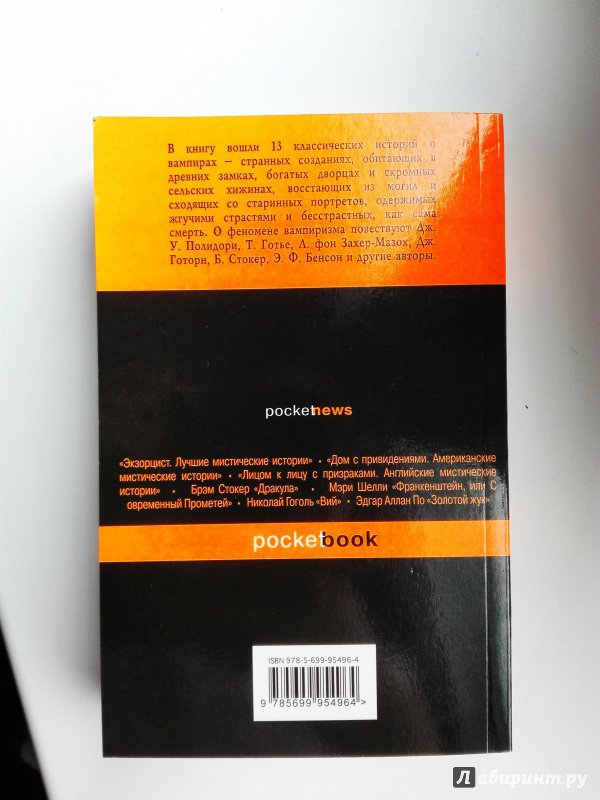 В книгу вошли 13 классических историй о
вампирах — странных созданиях, обитающих в
древних замках, богатых дворцах и скромных
сельских хижинах, восстающих из могил и
сходящих со старинных портретов, одержимых
жгучими страстями и бесстрастных, как сама
смерть. О феномене вампиризма повествуют Дж.
У. Полидори, Т. Готье, Л. фон Захер-Мазох, Дж.
Готорн, Б. Стокер, Э. Ф. Бенсон и другие авторы.
pocketnews
«Экзорцист. Лучшие мистические истории» • «Дом с привидениями. Американские
мистические истории» • «Лицом к лицу с призраками. Английские мистические
истории» • Брэм Стокер «Дракула» • Мэри Шелли «Франкенштейн, или С
овременный Прометей» • Николай Гоголь «Вий» • Эдгар Аллан По «Золотой жук»
pocketbook
ISBN 978-5-699-95496-4
9 785699 954964 >
Лабиринт.ру